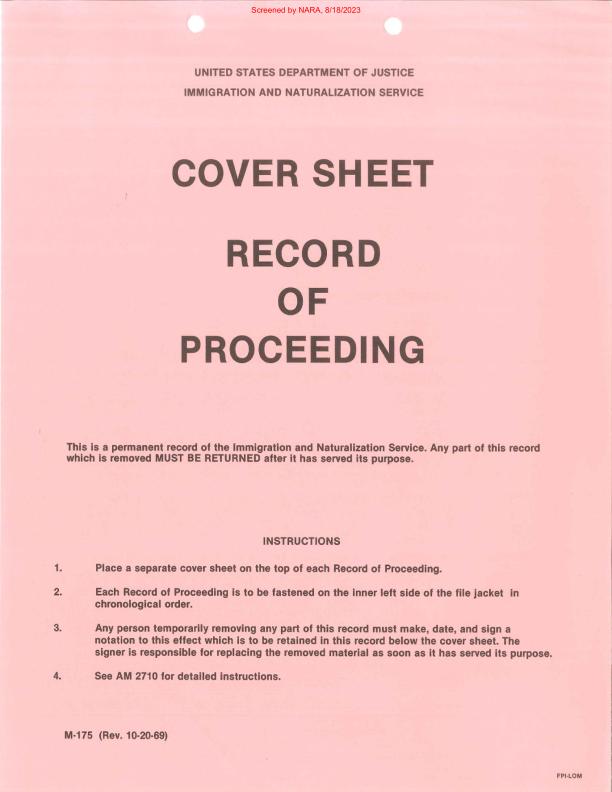 Screened by NARA, 8/18/2023
UNITED STATES DEPARTMENT OF JUSTICE
IMMIGRATION AND NATURALIZATION SERVICE
COVER SHEET
RECORD
OF
PROCEEDING
This is a permanent record of the Immigration and Naturalization Service. Any part of this record
which is removed MUST BE RETURNED after it has served its purpose.
INSTRUCTIONS
1. Place a separate cover sheet on the top of each Record of Proceeding.
2. Each Record of Proceeding is to be fastened on the inner left side of the file jacket in
chronological order.
3. Any person temporarily removing any part of this record must make, date, and sign a
notation to this effect which is to be retained in this record below the cover sheet. The
signer is responsible for replacing the removed material as soon as it has served its purpose.
4. See AM 2710 for detailed instructions.
M-175 (Rev. 10-20-69)
FPI-LOM